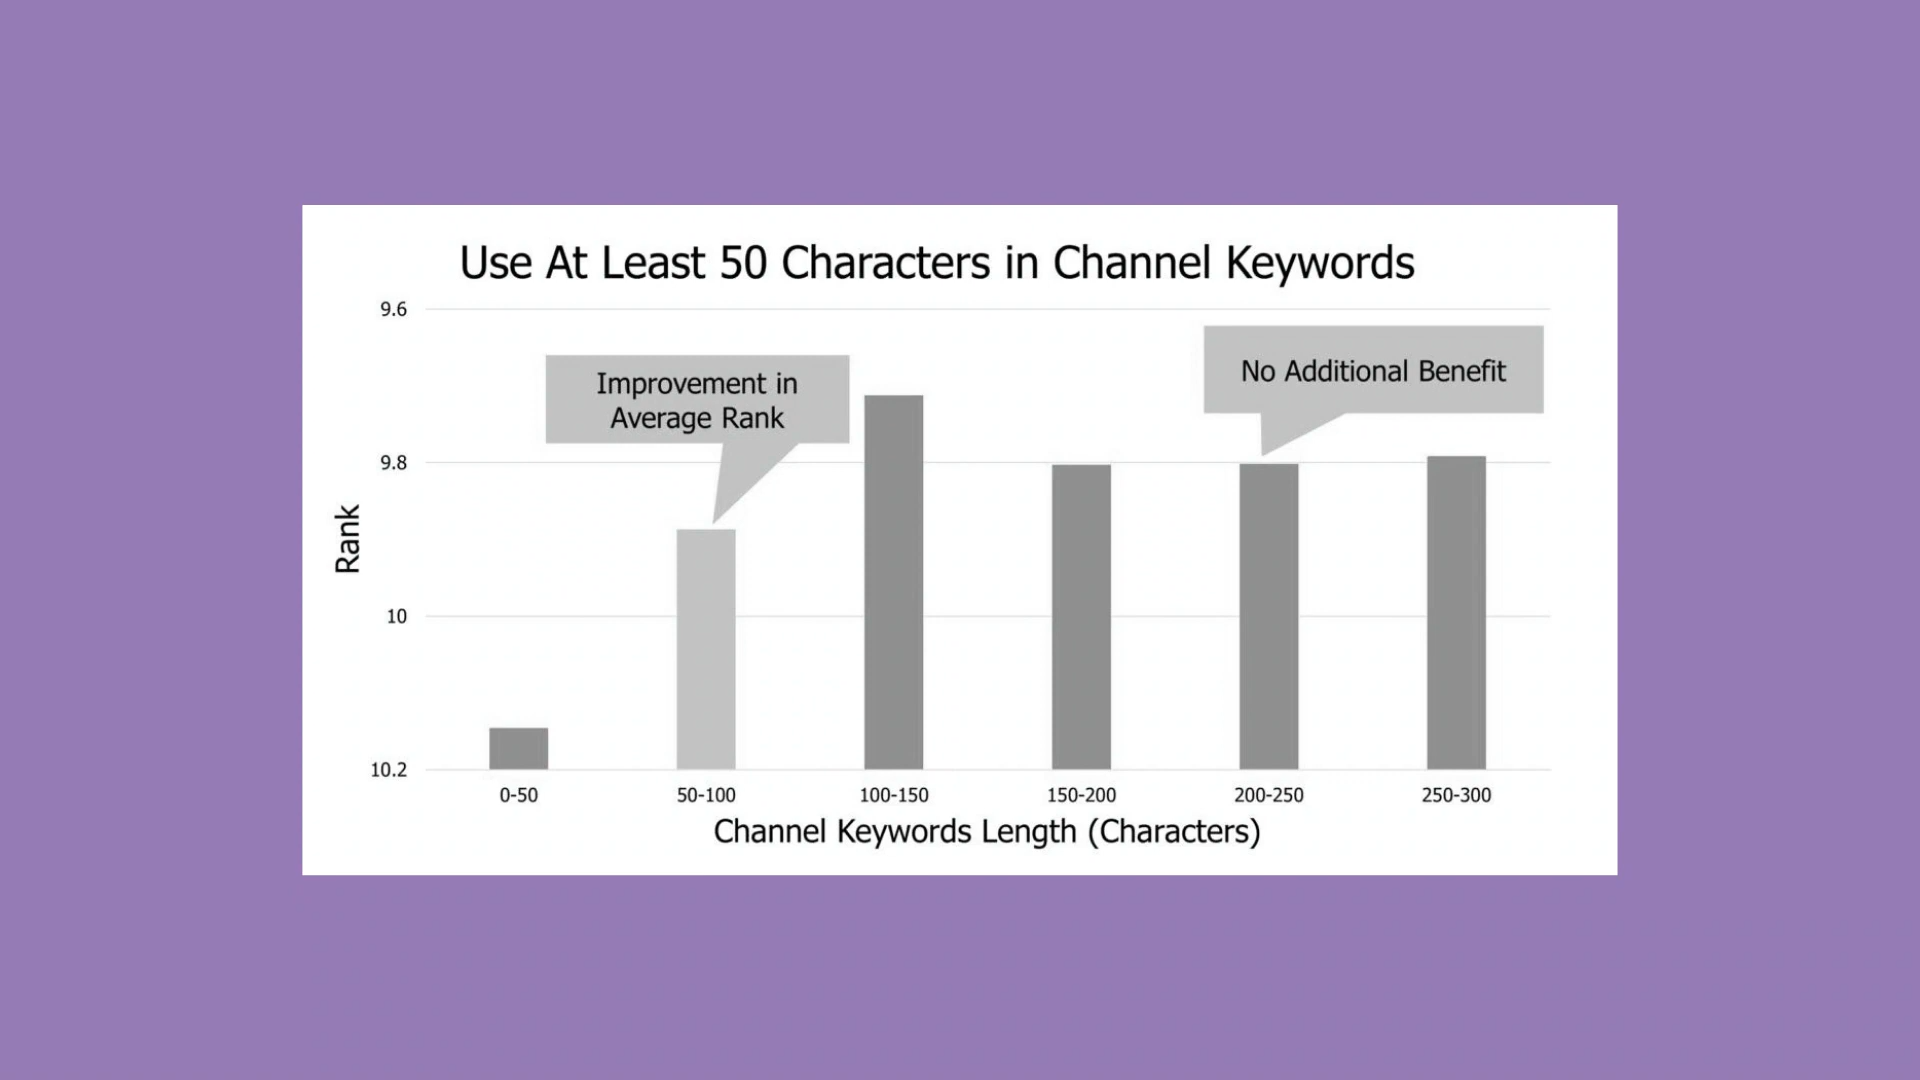 Use At Least 50 Characters in Channel Keywords
9.6
Improvement in
Average Rank
No Additional Benefit
9.8
Rank
10
10.2
0-50
50-100
100-150
150-200
200-250
250-300
Channel Keywords Length (Characters)